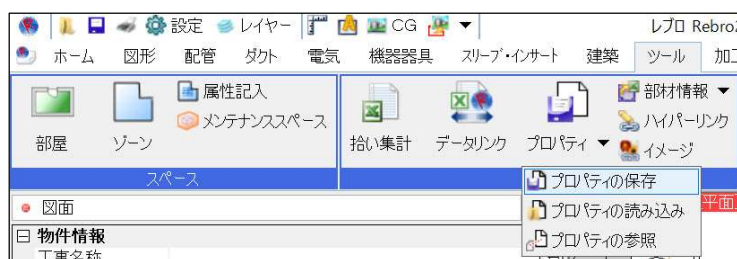 設定 レイヤー CG レブロ Rebro
ホーム 図形 配管 ダクト 電気 機器器具 スリーブ・インサート 建築 ツール 加工
属性記入 部材情報
メンテナンススペース ハイパーリンク
部屋 ゾーン 拾い集計 データリンク プロパティ イメージ
スペース
プロパティの保存
図面 平面
プロパティの読み込み
物件情報
プロパティの参照
工事名称